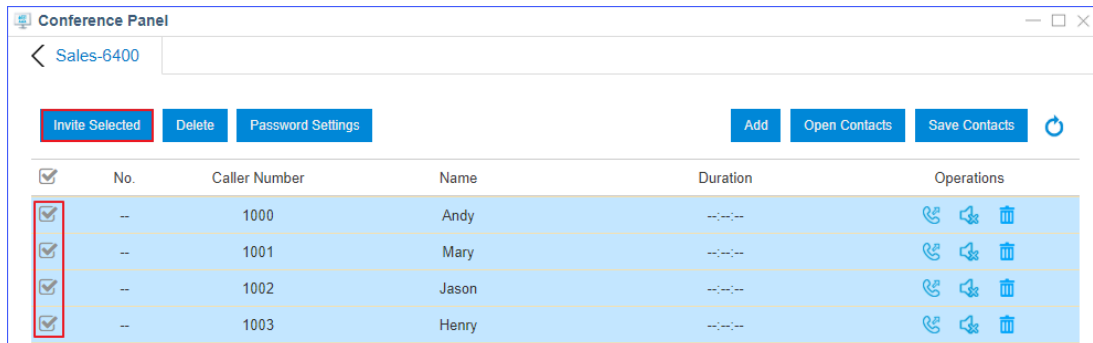 Conference Panel
Sales-6400
Invite Selected Delete Password Settings Add Open Contacts Save Contacts
No. Caller Number Name Duration Operations
-- 1000 Andy --:--:--
-- 1001 Mary --:--:--
-- 1002 Jason --:--:--
-- 1003 Henry --:--:--